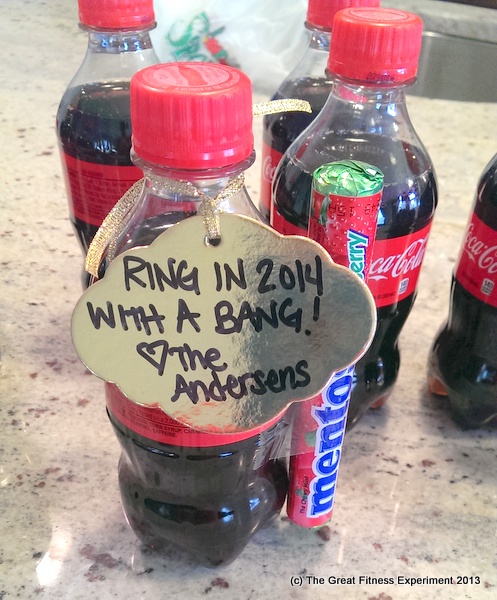 RING IN 2014
WITH A BANG!
♡ The
Andersens
Coca-Cola
Coca-Cola
mentos
(c) The Great Fitness Experiment 2013